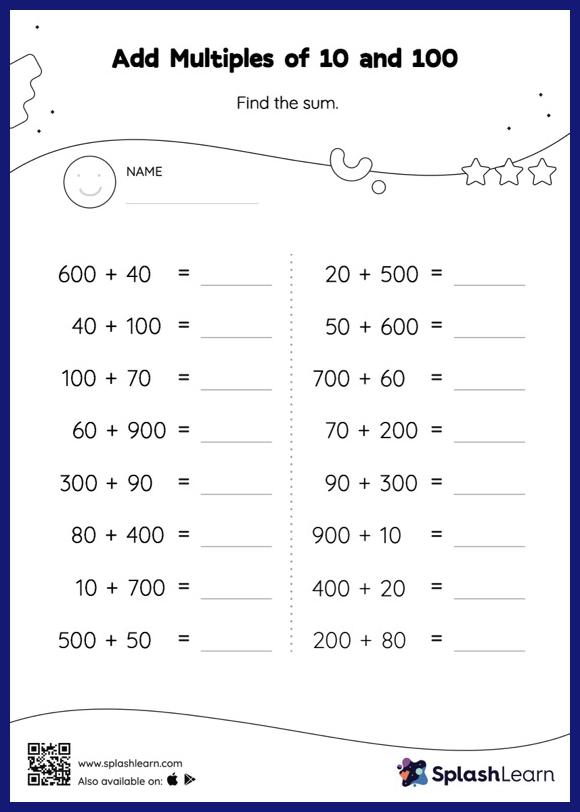 Add Multiples of 10 and 100
Find the sum.
NAME
600 + 40 =
40 + 100 =
100 + 70 =
60 + 900 =
300 + 90 =
80 + 400 =
10 + 700 =
500 + 50 =
20 + 500 =
50 + 600 =
700 + 60 =
70 + 200 =
90 + 300 =
900 + 10 =
400 + 20 =
200 + 80 =
www.splashlearn.com
Also available on:
SplashLearn